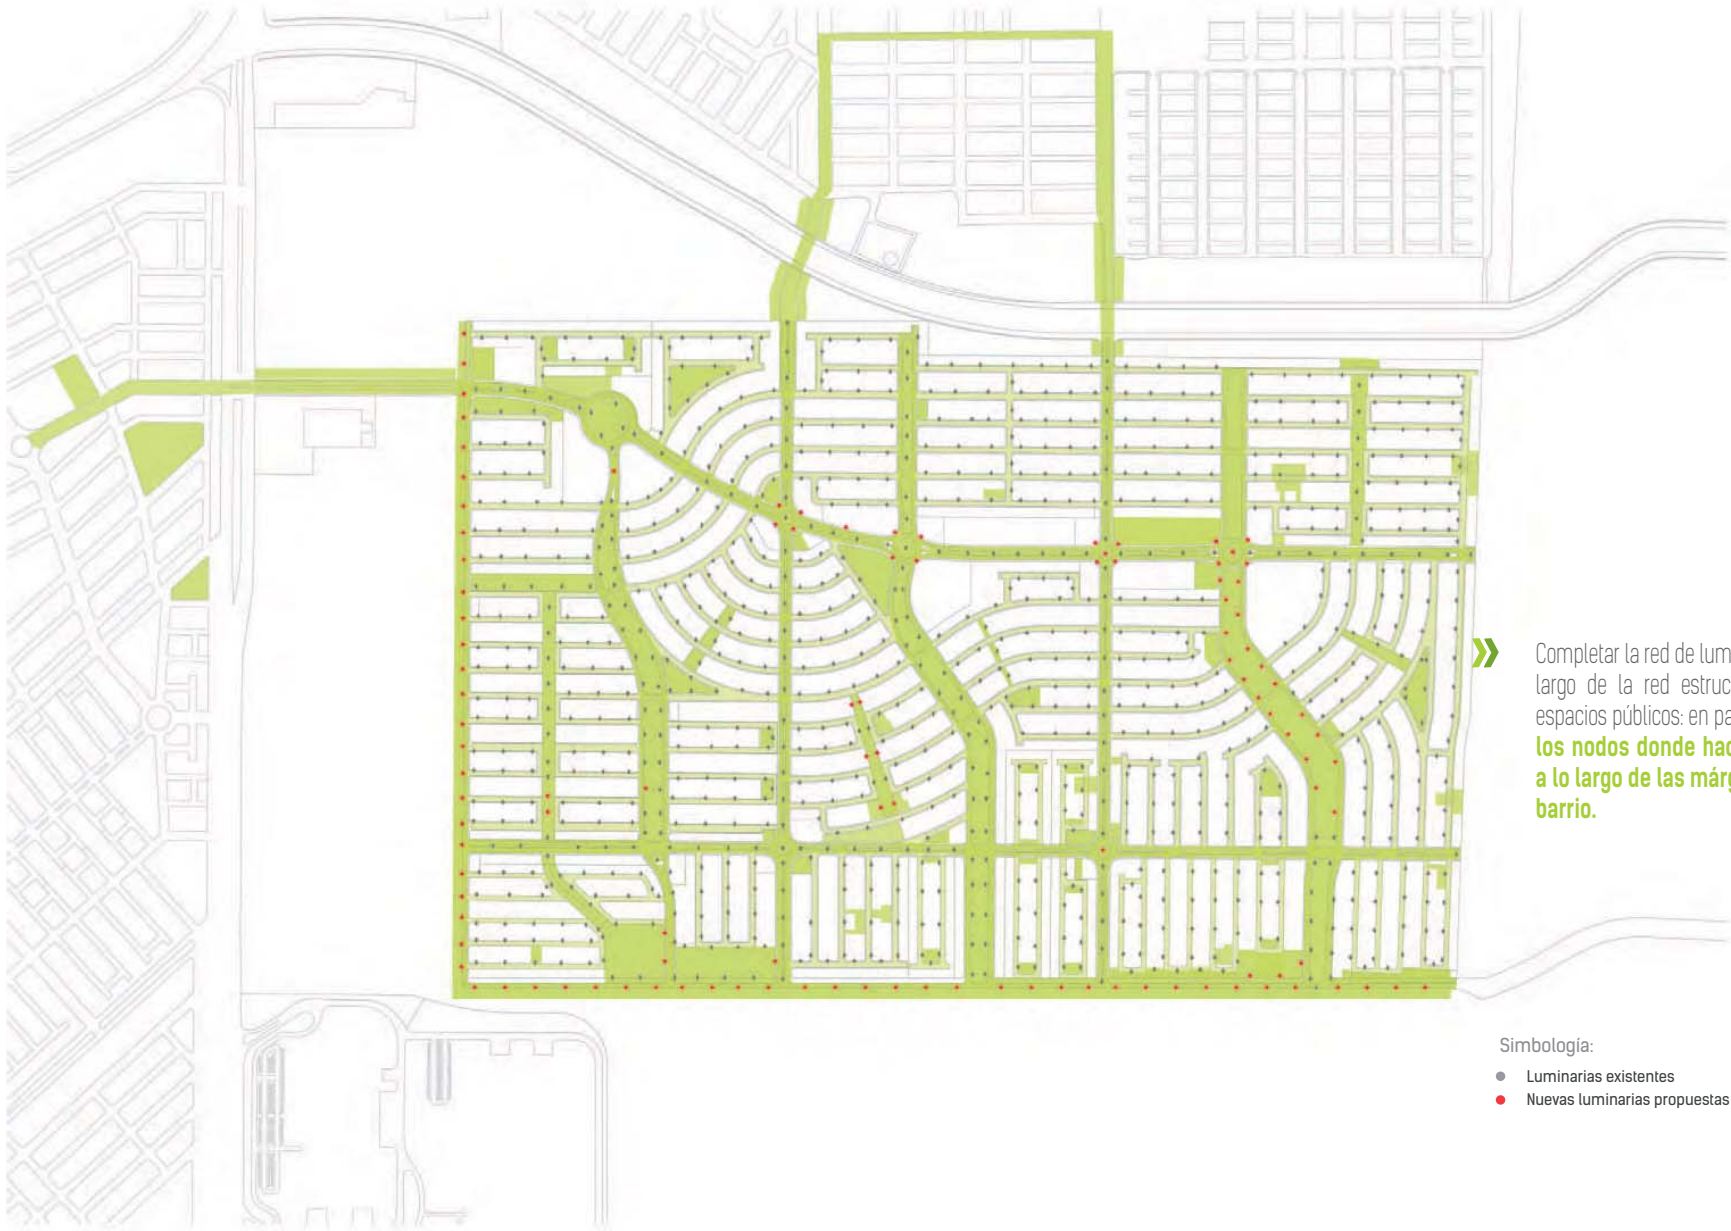 Completar la red de lum
largo de la red estruc
espacios públicos: en pa
los nodos donde hac
a lo largo de las márg
barrio.
Simbología:
Luminarias existentes
Nuevas luminarias propuestas